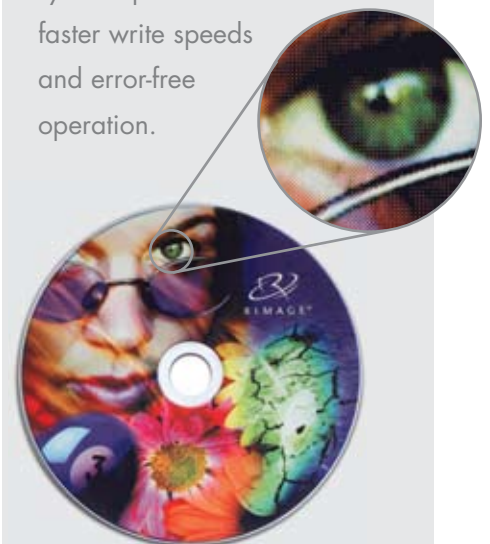 faster write speeds
and error-free
operation.
RIMAGE®
3